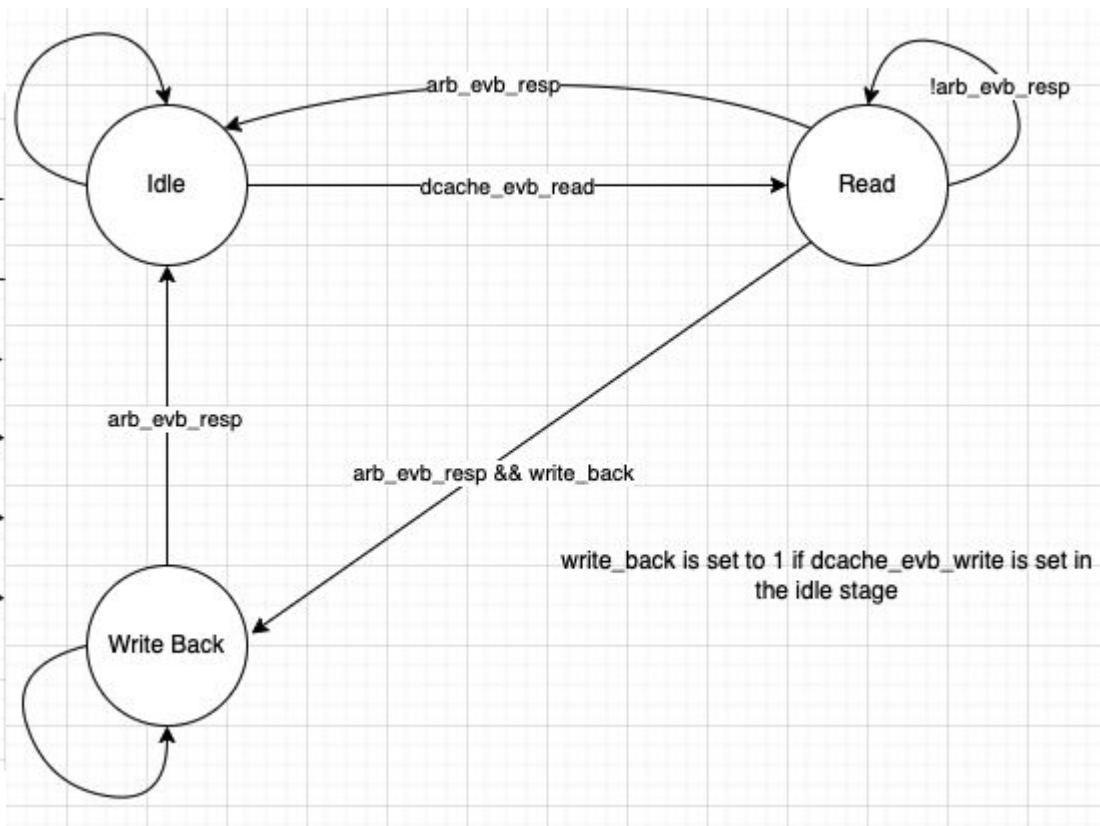 arb_evb_resp
!arb_evb_resp
Idle
dcache_evb_read
Read
arb_evb_resp
arb_evb_resp && write_back
write_back is set to 1 if dcache_evb_write is set in
the idle stage
Write Back